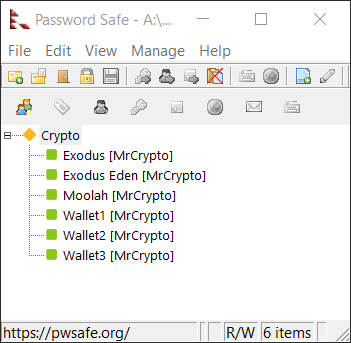 Password Safe - A:\...
File Edit View Manage Help
Crypto
Exodus [MrCrypto]
Exodus Eden [MrCrypto]
Moolah [MrCrypto]
Wallet1 [MrCrypto]
Wallet2 [MrCrypto]
Wallet3 [MrCrypto]
https://pwsafe.org/ R/W 6 items